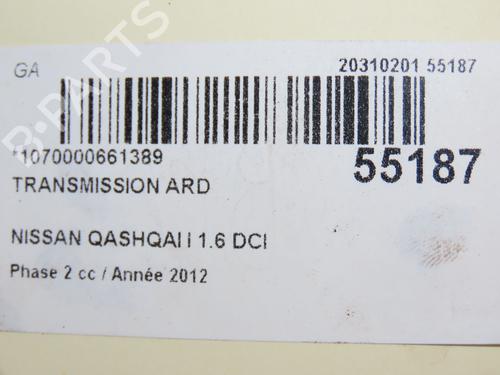 GA
20310201 55187
*1070000661389
55187
TRANSMISSION ARD
NISSAN QASHQAI I 1.6 DCI
Phase 2 cc / Année 2012
B-PARTS